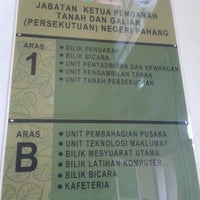 JABATAN KETUA PENGARAH
TANAH DAN GALIAN
(PERSEKUTUAN) NEGERI PAHANG
ARAS
1
• BILIK PENGARAH
• BILIK BICARA
• UNIT PENTADBIRAN DAN KEWANGAN
• UNIT PENGAMBILAN TANAH
• UNIT TANAH PERSEKUTUAN
ARAS
B
• UNIT PEMBAHAGIAN PUSAKA
• UNIT TEKNOLOGI MAKLUMAT
• BILIK MESYUARAT UTAMA
• BILIK LATIHAN KOMPUTER
• BILIK BICARA
• KAFETERIA